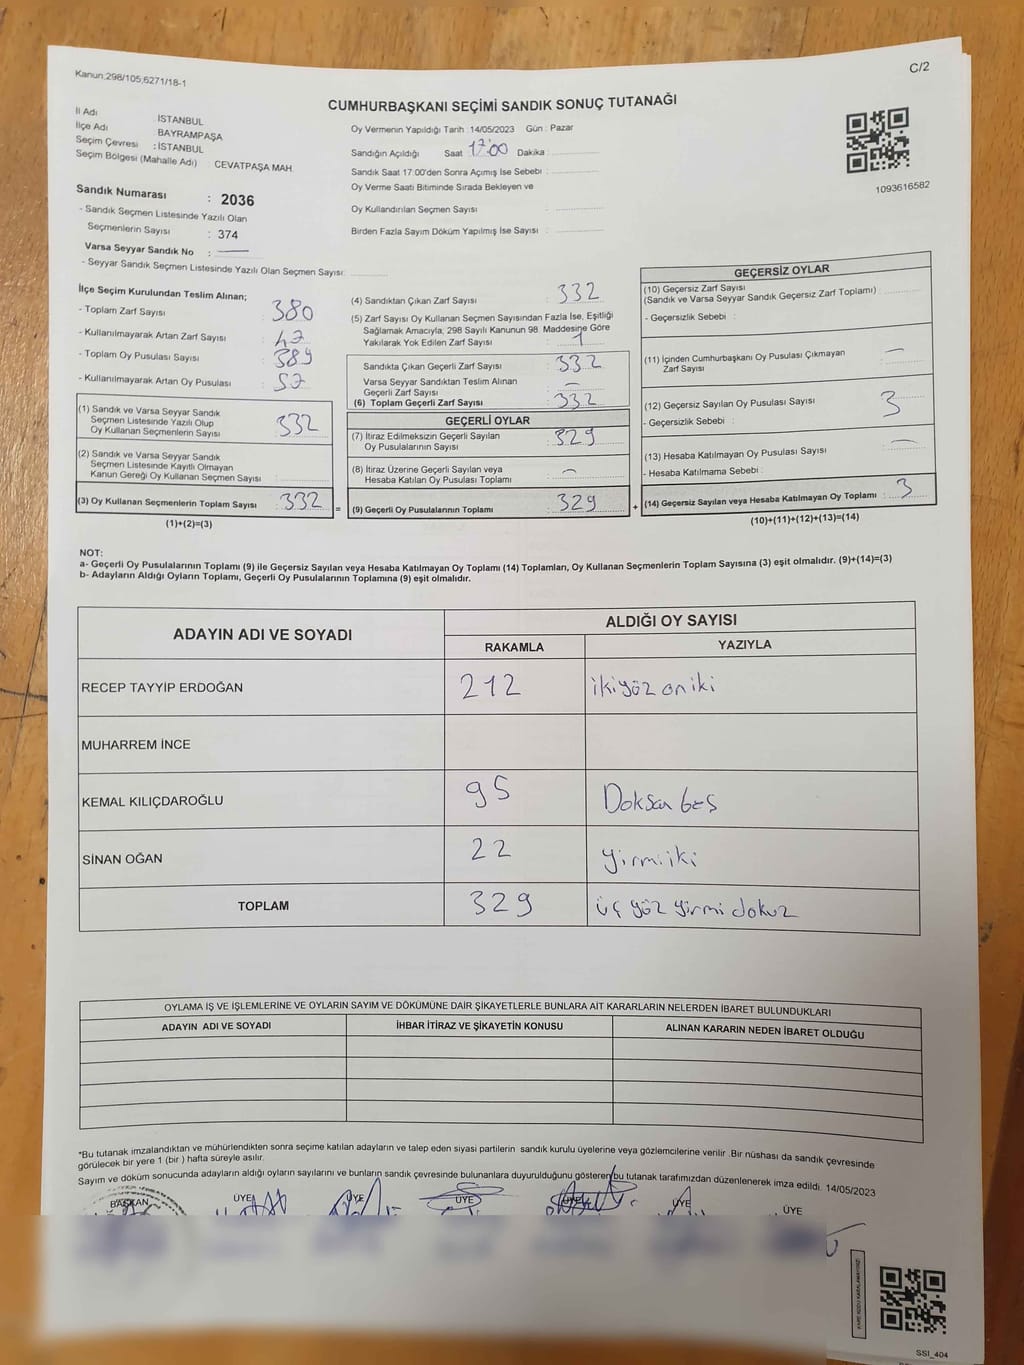 Kanun;298/105;6271/18-1
C/2
CUMHURBAŞKANI SEÇİMİ SANDIK SONUÇ TUTANAĞI
İl Adı İSTANBUL
İlçe Adı BAYRAMPAŞA
Seçim Çevresi : İSTANBUL
Seçim Bölgesi (Mahalle Adı) CEVATPAŞA MAH.
Sandık Numarası : 2036
- Sandık Seçmen Listesinde Yazılı Olan
Seçmenlerin Sayısı : 374
Varsa Seyyar Sandık No :
- Seyyar Sandık Seçmen Listesinde Yazılı Olan Seçmen Sayısı:
Oy Vermenin Yapıldığı Tarih :14/05/2023 Gün : Pazar
Sandığın Açıldığı Saat 17:00 Dakika :
Sandık Saat 17:00'den Sonra Açımış İse Sebebi :
Oy Verme Saati Bitiminde Sırada Bekleyen ve
Oy Kullandırılan Seçmen Sayısı :
Birden Fazla Sayım Döküm Yapılmış İse Sayısı :
1093616582
İlçe Seçim Kurulundan Teslim Alınan;
- Toplam Zarf Sayısı : 380
- Kullanılmayarak Artan Zarf Sayısı :
- Toplam Oy Pusulası Sayısı : 389
- Kullanılmayarak Artan Oy Pusulası : 57
(1) Sandık ve Varsa Seyyar Sandık
Seçmen Listesinde Yazılı Olup
Oy Kullanan Seçmenlerin Sayısı : 332
(2) Sandık ve Varsa Seyyar Sandık
Seçmen Listesinde Kayıtlı Olmayan
Kanun Gereği Oy Kullanan Seçmen Sayısı :
(3) Oy Kullanan Seçmenlerin Toplam Sayısı : 332 =
(1)+(2)=(3)
(4) Sandıktan Çıkan Zarf Sayısı : 332
(5) Zarf Sayısı Oy Kullanan Seçmen Sayısından Fazla İse, Eşitliği
Sağlamak Amacıyla; 298 Sayılı Kanunun 98. Maddesine Göre
Yakılarak Yok Edilen Zarf Sayısı :
Sandıkta Çıkan Geçerli Zarf Sayısı : 332
Varsa Seyyar Sandıktan Teslim Alınan
Geçerli Zarf Sayısı : –
(6) Toplam Geçerli Zarf Sayısı : 332
GEÇERLİ OYLAR
(7) İtiraz Edilmeksizin Geçerli Sayılan
Oy Pusulalarının Sayısı : 329
(8) İtiraz Üzerine Geçerli Sayılan veya
Hesaba Katılan Oy Pusulası Toplamı : –
(9) Geçerli Oy Pusulalarının Toplamı : 329 +
GEÇERSİZ OYLAR
(10) Geçersiz Zarf Sayısı
(Sandık ve Varsa Seyyar Sandık Geçersiz Zarf Toplamı) :
- Geçersizlik Sebebi :
(11) İçinden Cumhurbaşkanı Oy Pusulası Çıkmayan
Zarf Sayısı : –
(12) Geçersiz Sayılan Oy Pusulası Sayısı : 3
- Geçersizlik Sebebi :
(13) Hesaba Katılmayan Oy Pusulası Sayısı : –
- Hesaba Katılmama Sebebi :
(14) Geçersiz Sayılan veya Hesaba Katılmayan Oy Toplamı : 3
(10)+(11)+(12)+(13)=(14)
NOT:
a- Geçerli Oy Pusulalarının Toplamı (9) ile Geçersiz Sayılan veya Hesaba Katılmayan Oy Toplamı (14) Toplamları, Oy Kullanan Seçmenlerin Toplam Sayısına (3) eşit olmalıdır. (9)+(14)=(3)
b- Adayların Aldığı Oyların Toplamı, Geçerli Oy Pusulalarının Toplamına (9) eşit olmalıdır.
ADAYIN ADI VE SOYADI
ALDIĞI OY SAYISI
RAKAMLA YAZIYLA
RECEP TAYYİP ERDOĞAN 212 ikiyöz oniki
MUHARREM İNCE
KEMAL KILIÇDAROĞLU 95 Doksan beş
SİNAN OĞAN 22 yirmiiki
TOPLAM 329 üç yöz yirmi dokuz
OYLAMA İŞ VE İŞLEMLERİNE VE OYLARIN SAYIM VE DÖKÜMÜNE DAİR ŞİKAYETLERLE BUNLARA AİT KARARLARIN NELERDEN İBARET BULUNDUKLARI
ADAYIN ADI VE SOYADI İHBAR İTİRAZ VE ŞİKAYETİN KONUSU ALINAN KARARIN NEDEN İBARET OLDUĞU
*Bu tutanak imzalandıktan ve mühürlendikten sonra seçime katılan adayların ve talep eden siyasi partilerin sandık kurulu üyelerine veya gözlemcilerine verilir .Bir nüshası da sandık çevresinde
görülecek bir yere 1 (bir ) hafta süreyle asılır.
Sayım ve döküm sonucunda adayların aldığı oyların sayılarını ve bunların sandık çevresinde bulunanlara duyurulduğunu gösteren bu tutanak tarafımızdan düzenlenerek imza edildi. 14/05/2023
BAŞKAN ÜYE ÜYE ÜYE ÜYE ÜYE ÜYE
SSI_404